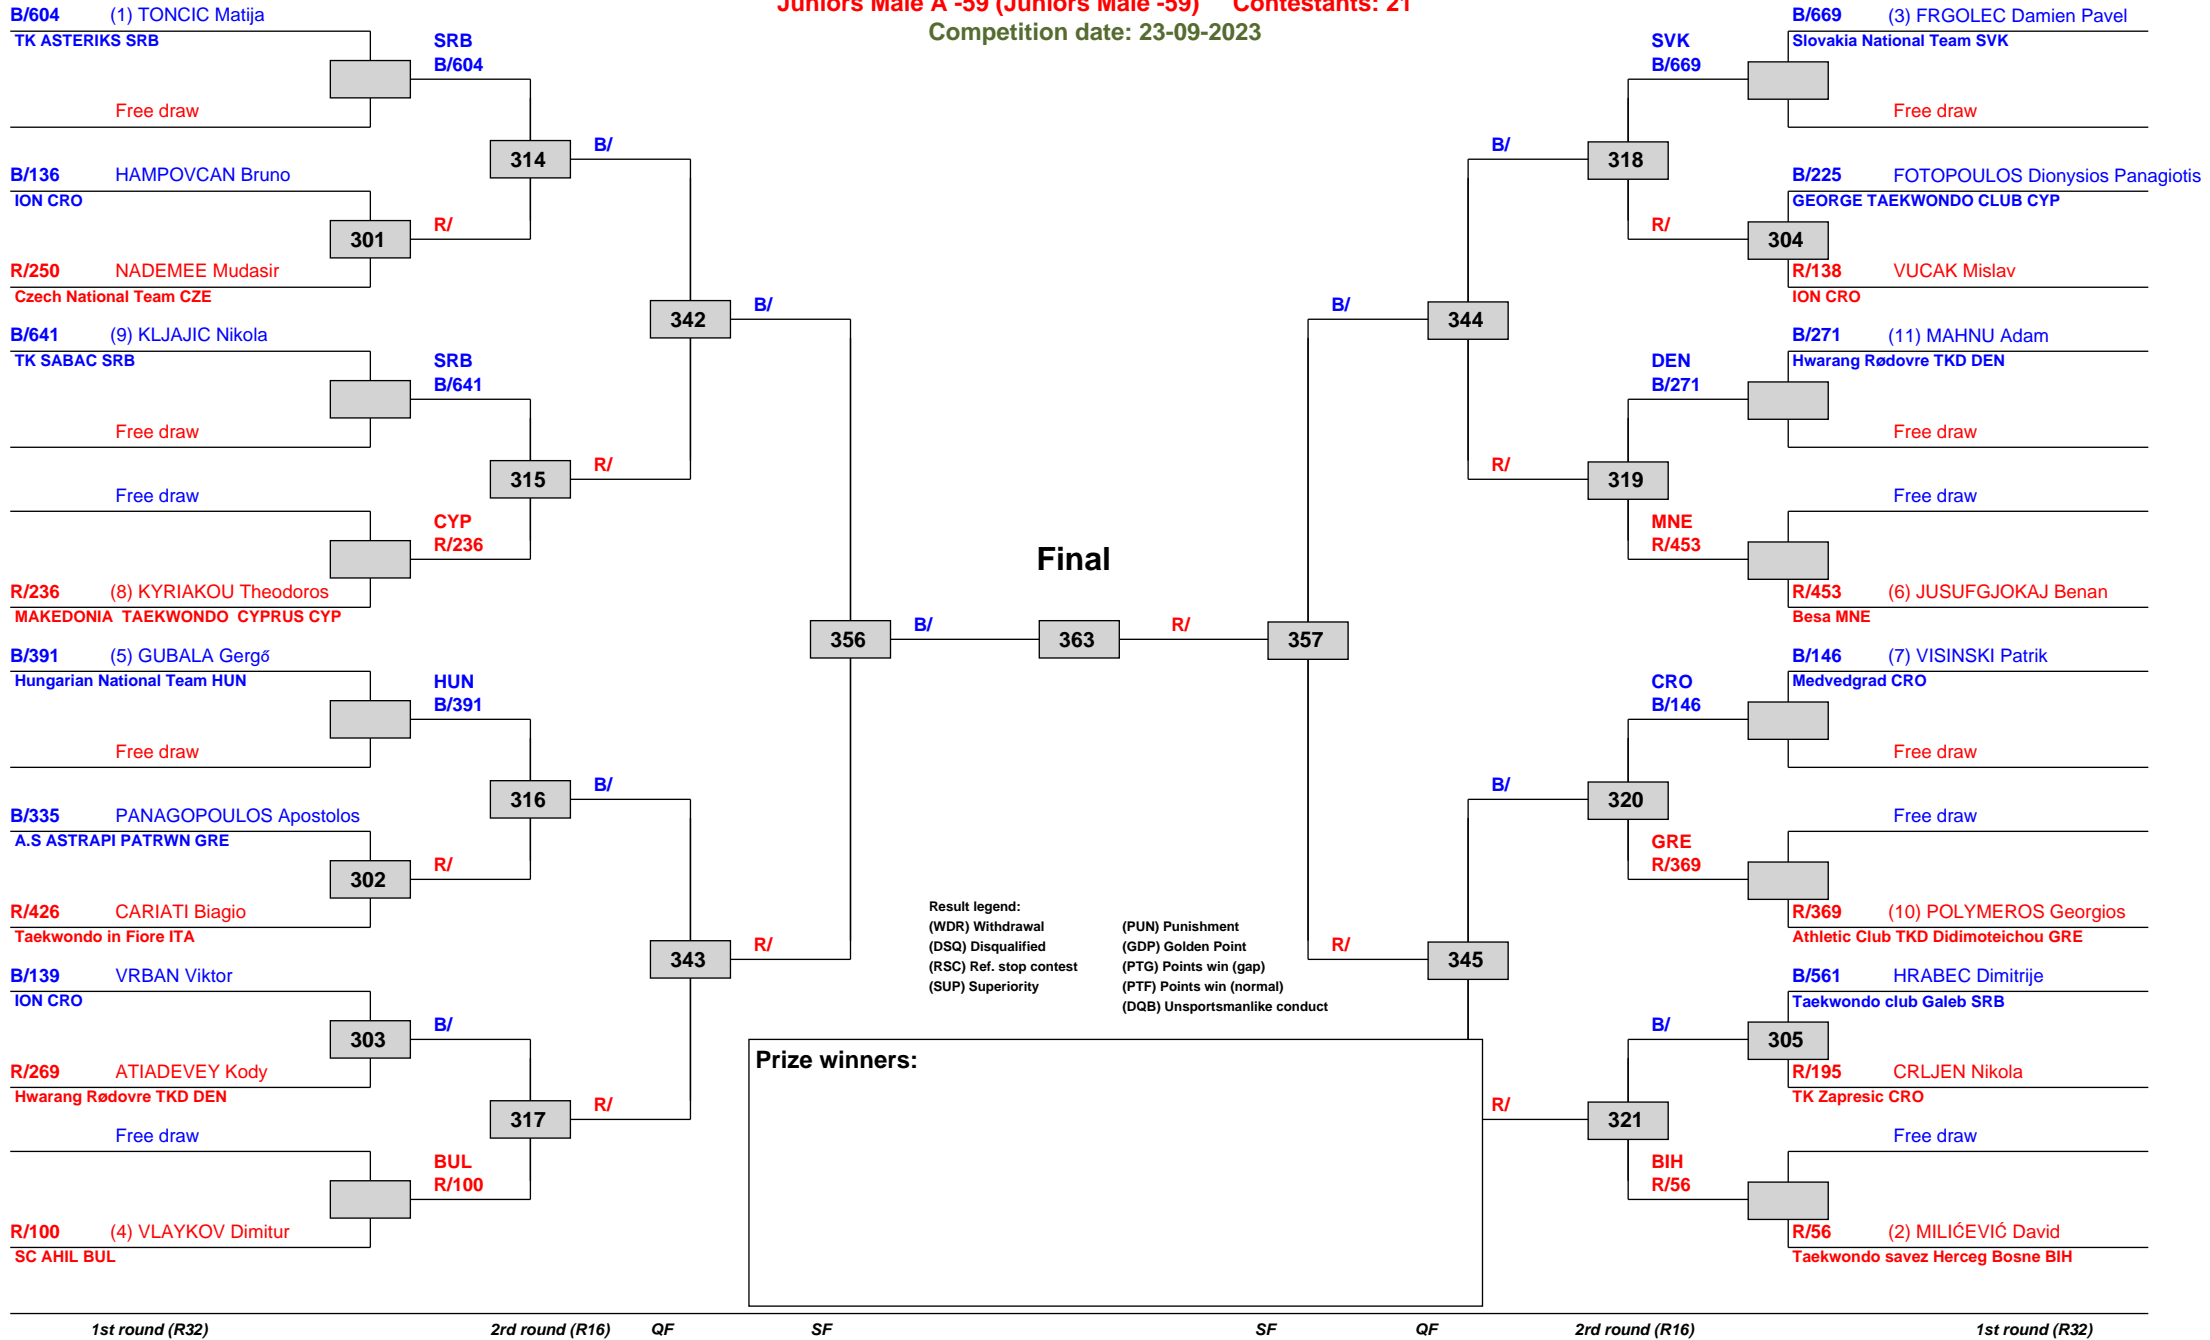 Juniors Male A -59 (Juniors Male -59) Contestants: 21
Competition date: 23-09-2023
B/604 (1) TONCIC Matija
TK ASTERIKS SRB
Free draw
SRB
B/604
B/136 HAMPOVCAN Bruno
ION CRO
301
R/250 NADEMEE Mudasir
Czech National Team CZE
R/
314
B/
B/641 (9) KLJAJIC Nikola
TK SABAC SRB
Free draw
SRB
B/641
Free draw
R/236 (8) KYRIAKOU Theodoros
MAKEDONIA TAEKWONDO CYPRUS CYP
CYP
R/236
315
R/
342
B/
B/391 (5) GUBALA Gergő
Hungarian National Team HUN
Free draw
HUN
B/391
B/335 PANAGOPOULOS Apostolos
A.S ASTRAPI PATRWN GRE
302
R/426 CARIATI Biagio
Taekwondo in Fiore ITA
R/
316
B/
B/139 VRBAN Viktor
ION CRO
303
R/269 ATIADEVEY Kody
Hwarang Rødovre TKD DEN
B/
Free draw
R/100 (4) VLAYKOV Dimitur
SC AHIL BUL
BUL
R/100
317
R/
343
R/
356
B/
Final
363
R/
357
B/
R/
B/669 (3) FRGOLEC Damien Pavel
Slovakia National Team SVK
Free draw
SVK
B/669
B/225 FOTOPOULOS Dionysios Panagiotis
GEORGE TAEKWONDO CLUB CYP
304
R/138 VUCAK Mislav
ION CRO
R/
318
B/
B/271 (11) MAHNU Adam
Hwarang Rødovre TKD DEN
Free draw
DEN
B/271
Free draw
R/453 (6) JUSUFGJOKAJ Benan
Besa MNE
MNE
R/453
319
R/
344
B/146 (7) VISINSKI Patrik
Medvedgrad CRO
Free draw
CRO
B/146
Free draw
R/369 (10) POLYMEROS Georgios
Athletic Club TKD Didimoteichou GRE
GRE
R/369
320
B/
B/561 HRABEC Dimitrije
Taekwondo club Galeb SRB
305
R/195 CRLJEN Nikola
TK Zapresic CRO
B/
Free draw
R/56 (2) MILIĆEVIĆ David
Taekwondo savez Herceg Bosne BIH
BIH
R/56
321
R/
345
Result legend:
(WDR) Withdrawal
(DSQ) Disqualified
(RSC) Ref. stop contest
(SUP) Superiority
(PUN) Punishment
(GDP) Golden Point
(PTG) Points win (gap)
(PTF) Points win (normal)
(DQB) Unsportsmanlike conduct
Prize winners:
1st round (R32) 2rd round (R16) QF SF SF QF 2rd round (R16) 1st round (R32)